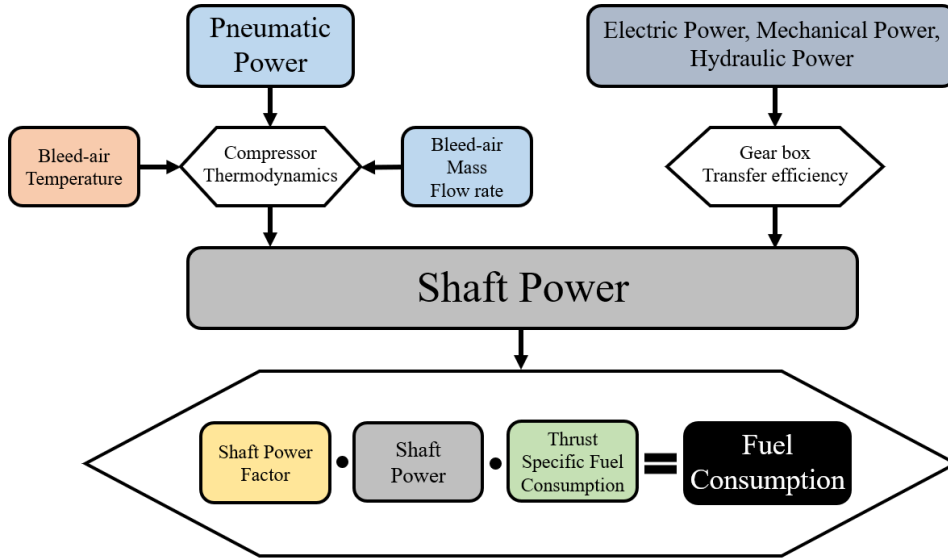 Pneumatic
Power
Electric Power, Mechanical Power,
Hydraulic Power
Bleed-air
Temperature
Compressor
Thermodynamics
Bleed-air
Mass
Flow rate
Gear box
Transfer efficiency
Shaft Power
Shaft Power
Factor
•
Shaft
Power
•
Thrust
Specific Fuel
Consumption
=
Fuel
Consumption